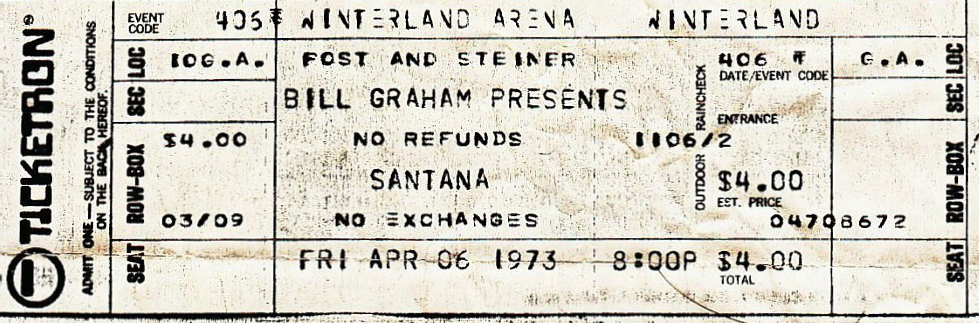 TICKETRON®
ADMIT ONE — SUBJECT TO THE CONDITIONS
ON THE BACK HEREOF.
EVENT CODE 406 WINTERLAND ARENA WINTERLAND
SEC LOC 10G.A. POST AND STEINER 406 G.A. SEC LOC
DATE/EVENT CODE
BILL GRAHAM PRESENTS
RAINCHECK
ENTRANCE
ROW-BOX $4.00 NO REFUNDS 1106/2 ROW-BOX
SANTANA $4.00
OUTDOOR
EST. PRICE
03/09 NO EXCHANGES 04708672
SEAT FRI APR 06 1973 8:00P $4.00 SEAT
TOTAL